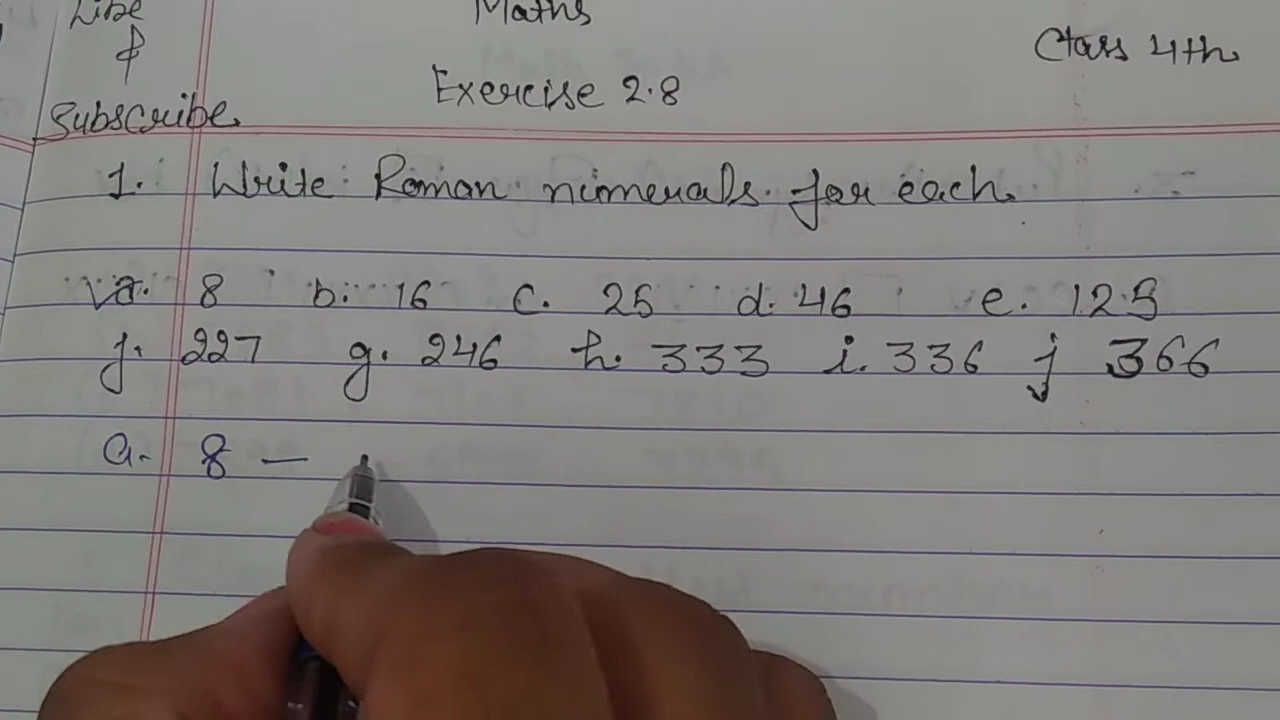 Like
&
Subscribe
Maths
Exercise 2.8
Class 4th
1. Write Roman numerals for each.
a. 8 b. 16 c. 25 d. 46 e. 125
f. 227 g. 246 h. 333 i. 336 j 366
a. 8 —